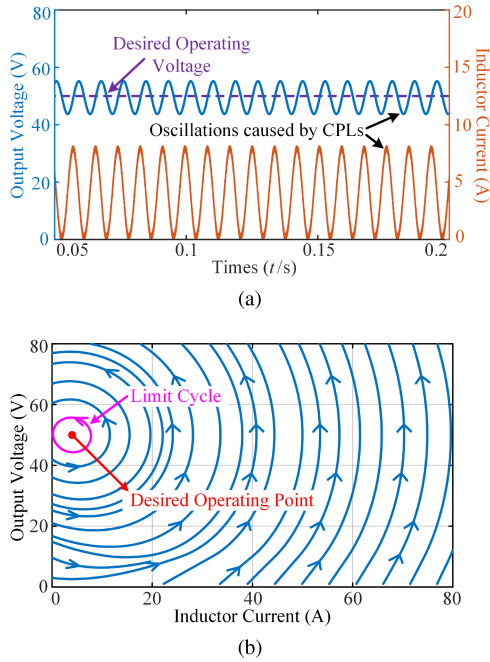 80
60
40
20
0
Output Voltage (V)
Desired Operating
Voltage
Oscillations caused by CPLs
20
15
10
5
0
Inductor Current (A)
0.05
0.1
0.15
0.2
Times (t/s)
(a)
80
60
40
20
0
Output Voltage (V)
Limit Cycle
Desired Operating Point
0
20
40
60
80
Inductor Current (A)
(b)